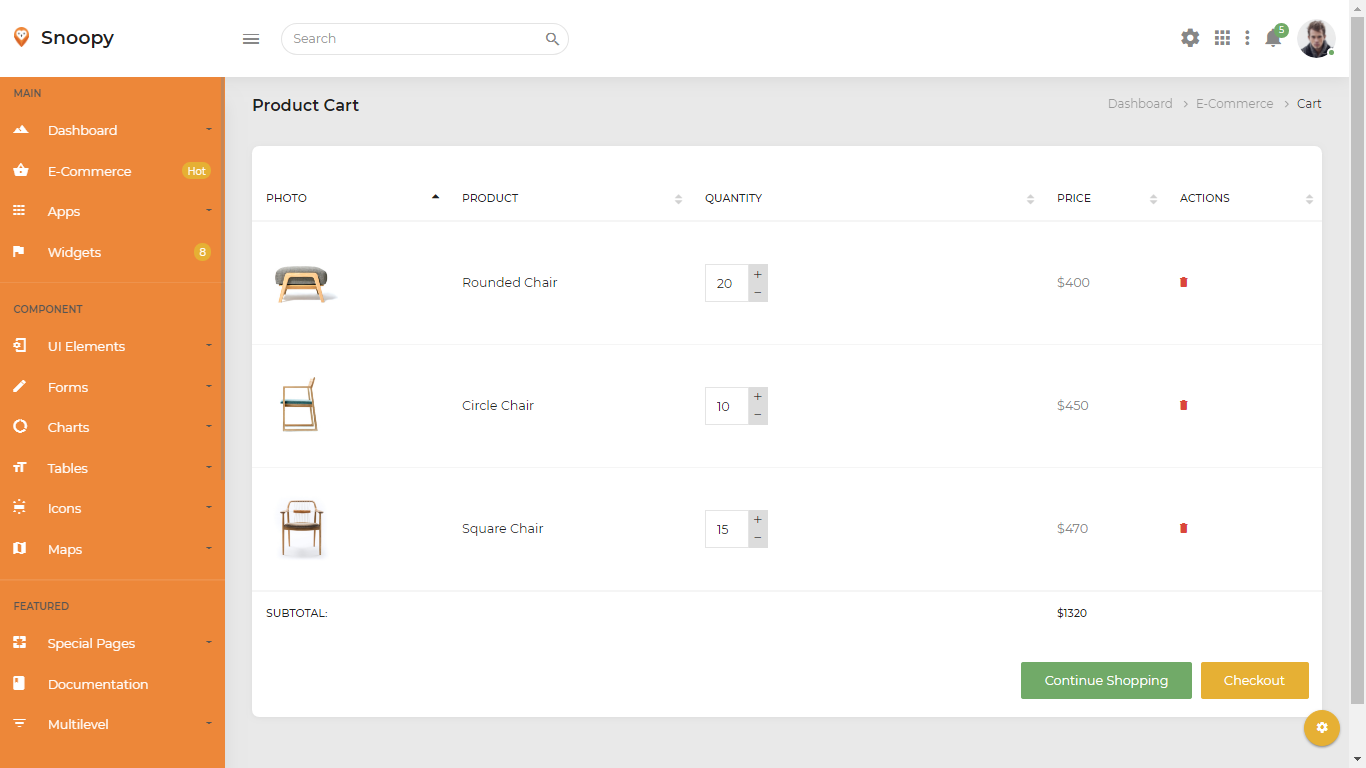 Snoopy
Search
5
MAIN
Dashboard
E-Commerce Hot
Apps
Widgets 8
COMPONENT
UI Elements
Forms
Charts
Tables
Icons
Maps
FEATURED
Special Pages
Documentation
Multilevel
Product Cart
Dashboard > E-Commerce > Cart
PHOTO PRODUCT QUANTITY PRICE ACTIONS
Rounded Chair 20 + − $400
Circle Chair 10 + − $450
Square Chair 15 + − $470
SUBTOTAL: $1320
Continue Shopping Checkout